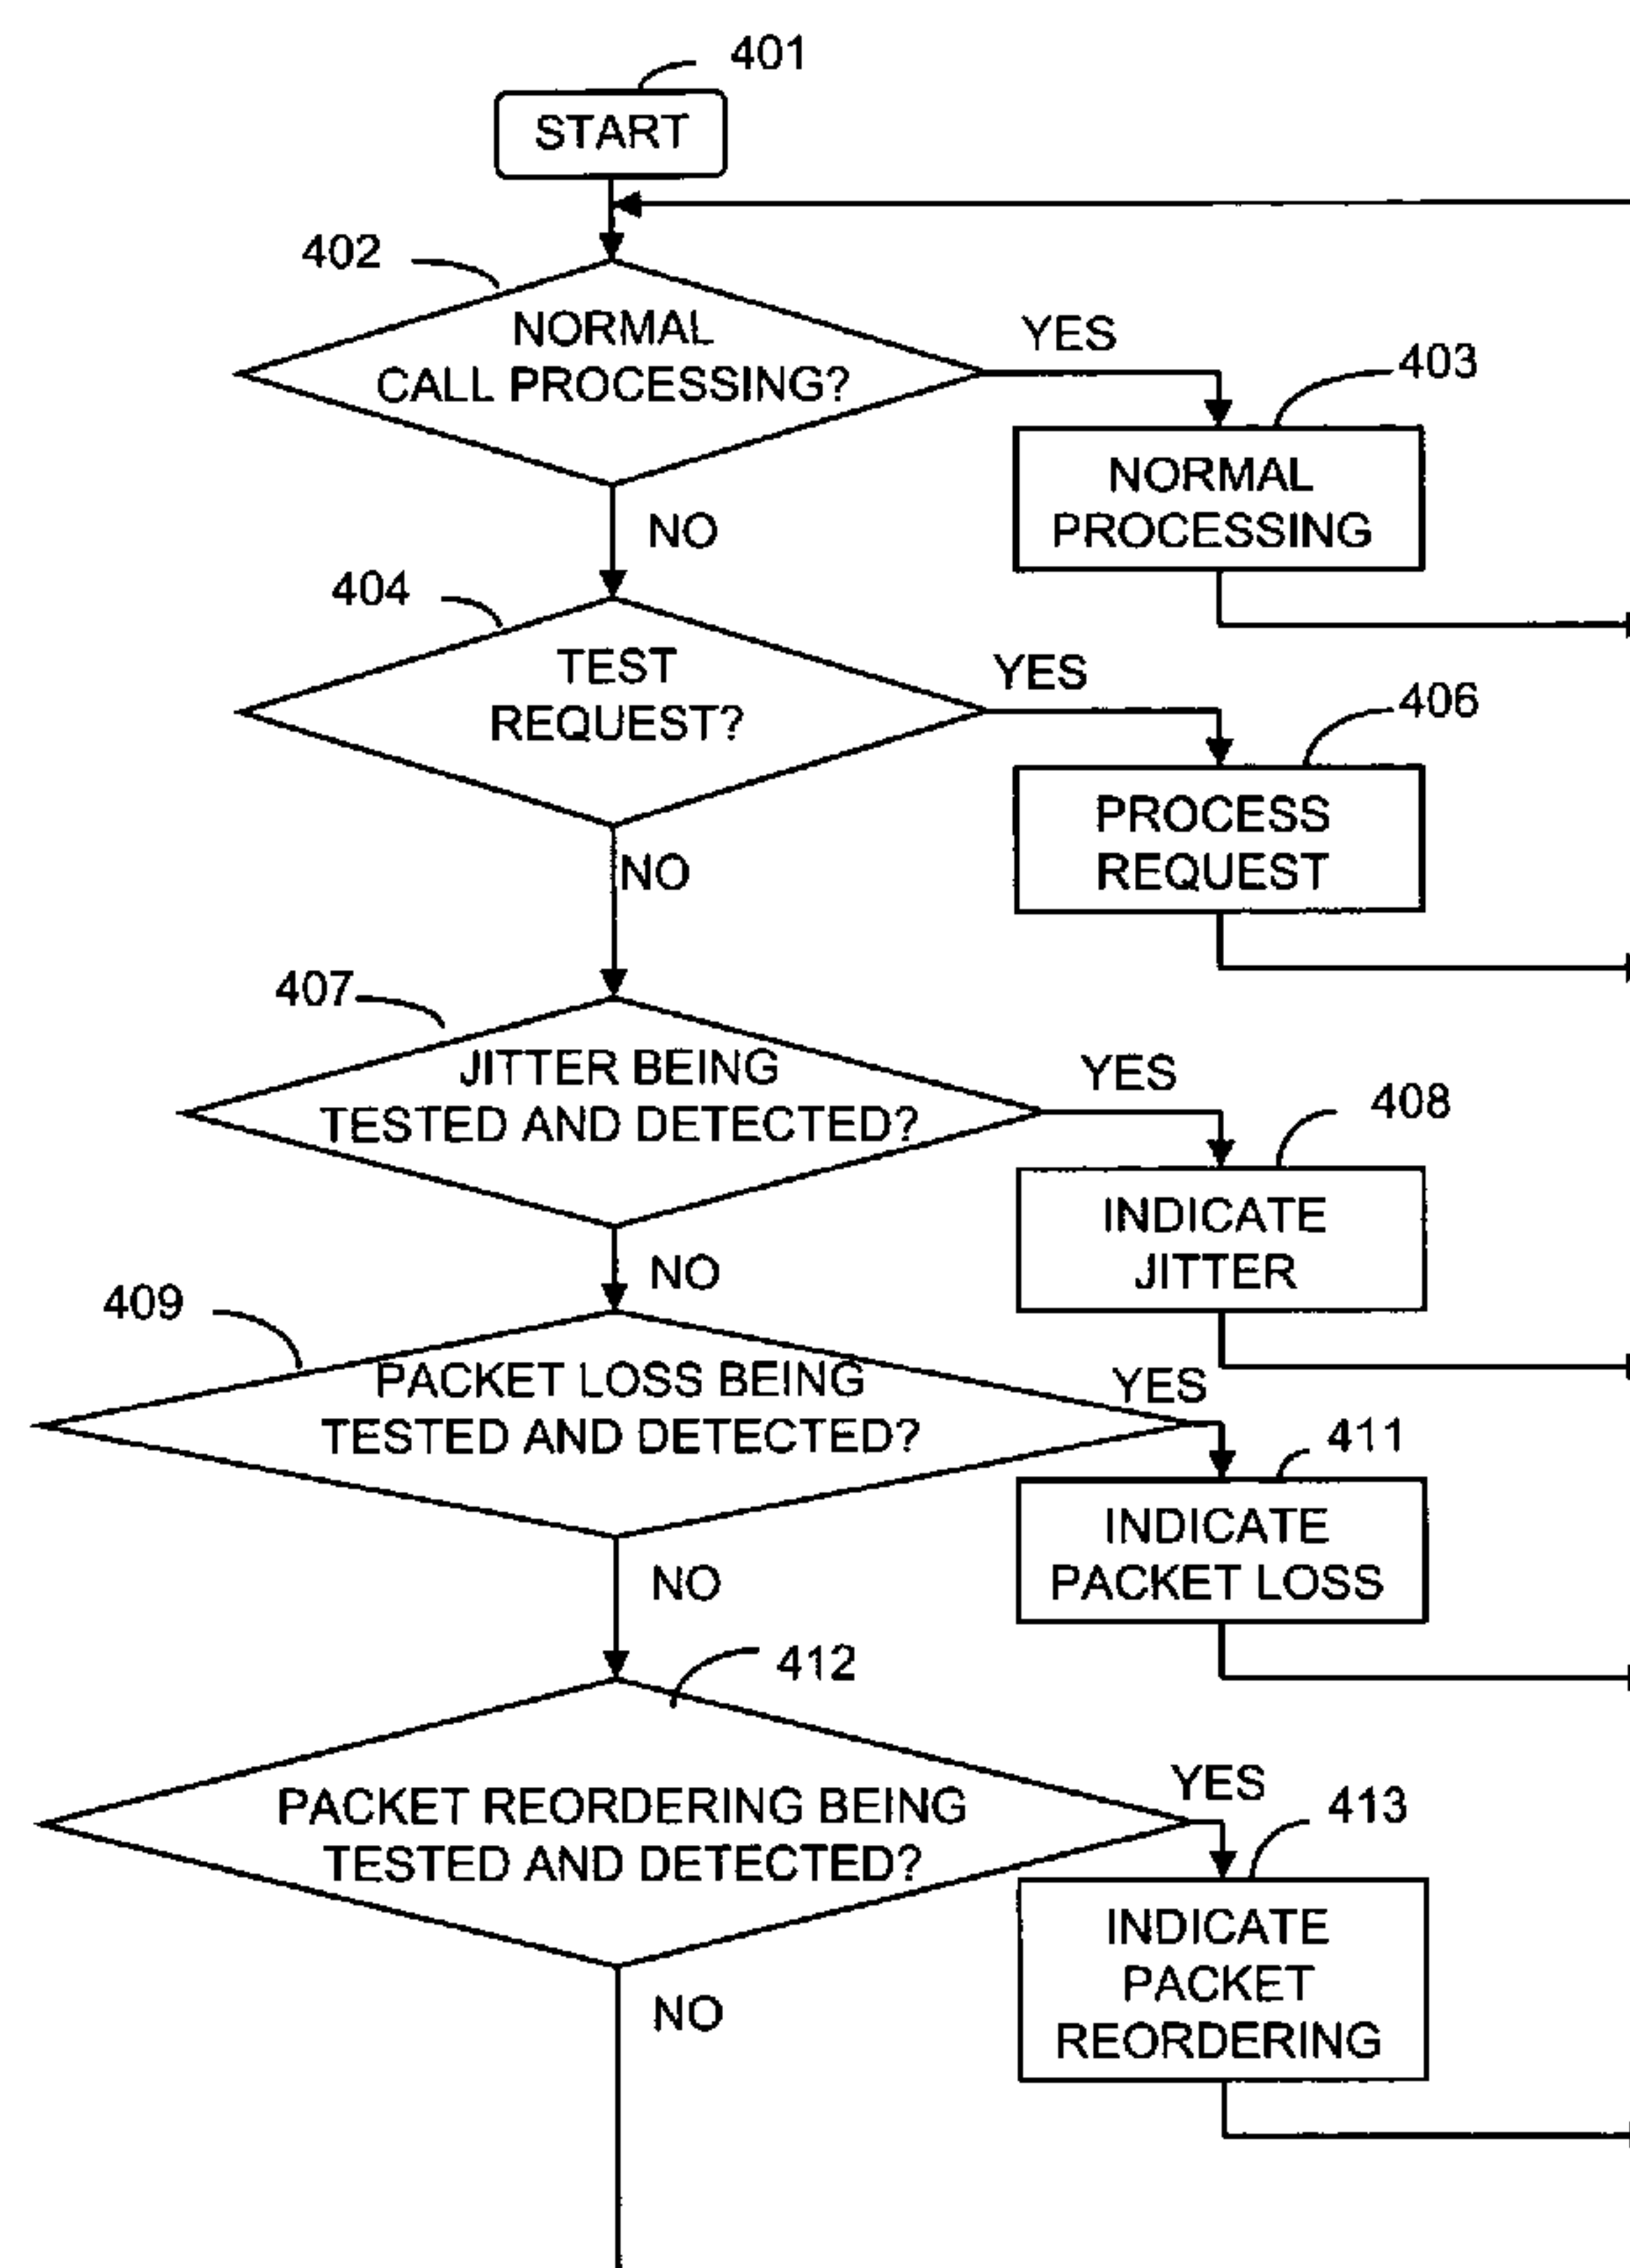 401
START
402
NORMAL
CALL PROCESSING?
YES
403
NORMAL
PROCESSING
NO
404
TEST
REQUEST?
YES
406
PROCESS
REQUEST
NO
407
JITTER BEING
TESTED AND DETECTED?
YES
408
INDICATE
JITTER
NO
409
PACKET LOSS BEING
TESTED AND DETECTED?
YES
411
INDICATE
PACKET LOSS
NO
412
PACKET REORDERING BEING
TESTED AND DETECTED?
YES
413
INDICATE
PACKET
REORDERING
NO